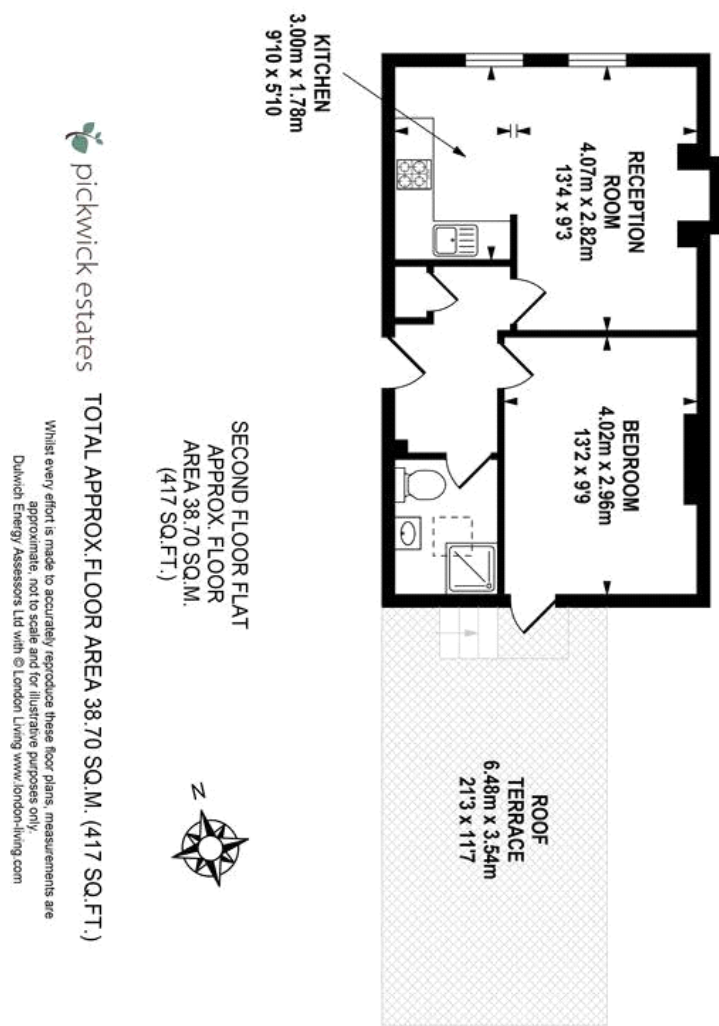 KITCHEN
3.00m x 1.78m
9'10 x 5'10
RECEPTION
ROOM
4.07m x 2.82m
13'4 x 9'3
BEDROOM
4.02m x 2.96m
13'2 x 9'9
ROOF
TERRACE
6.48m x 3.54m
21'3 x 11'7
SECOND FLOOR FLAT
APPROX. FLOOR
AREA 38.70 SQ.M.
(417 SQ.FT.)
N
pickwick estates
TOTAL APPROX.FLOOR AREA 38.70 SQ.M. (417 SQ.FT.)
Whilst every effort is made to accurately reproduce these floor plans, measurements are
approximate, not to scale and for illustrative purposes only.
Dulwich Energy Assessors Ltd with © London Living www.london-living.com